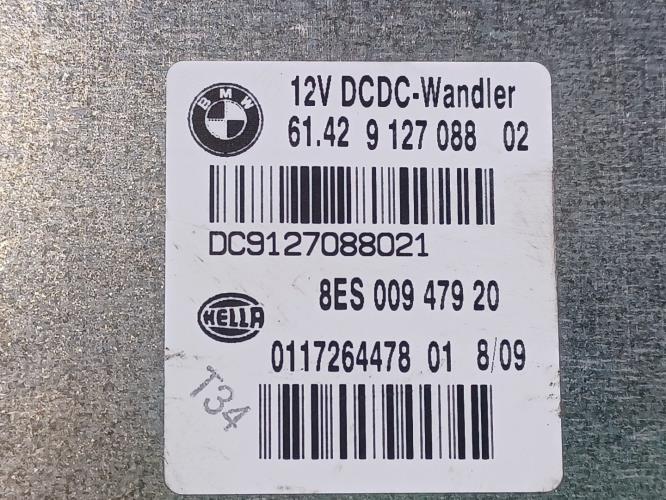 BMW
12V DCDC-Wandler
61.42 9 127 088 02
DC9127088021
8ES 009 479 20
HELLA
0117264478 01 8/09
T34